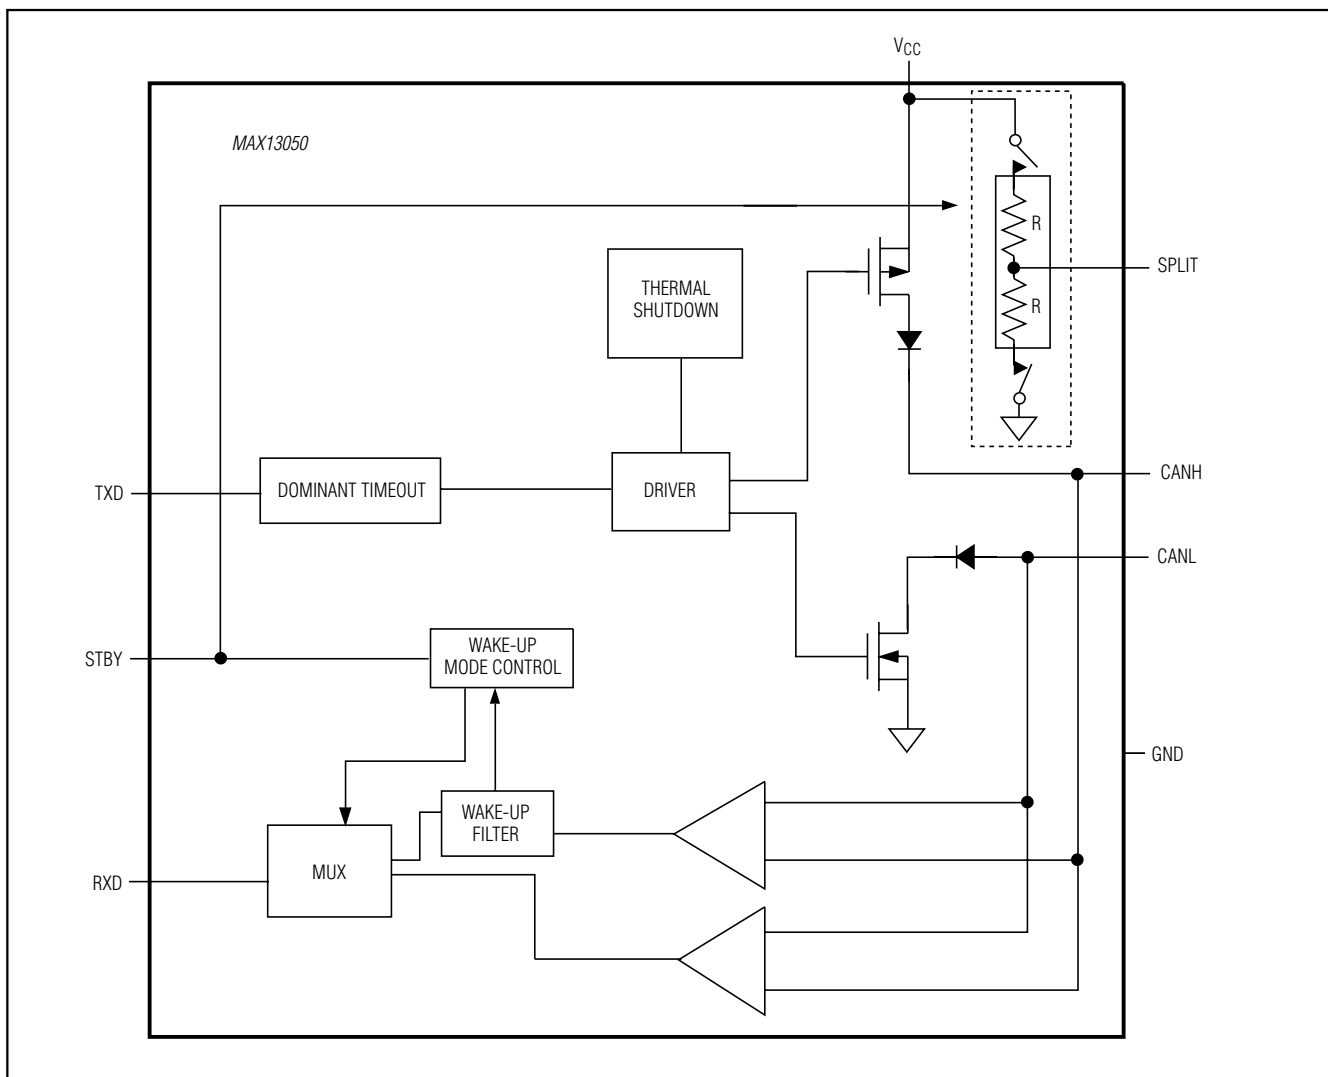 VCC
MAX13050
R
SPLIT
THERMAL
SHUTDOWN
R
CANH
TXD
DOMINANT TIMEOUT
DRIVER
CANL
STBY
WAKE-UP
MODE CONTROL
GND
WAKE-UP
FILTER
MUX
RXD